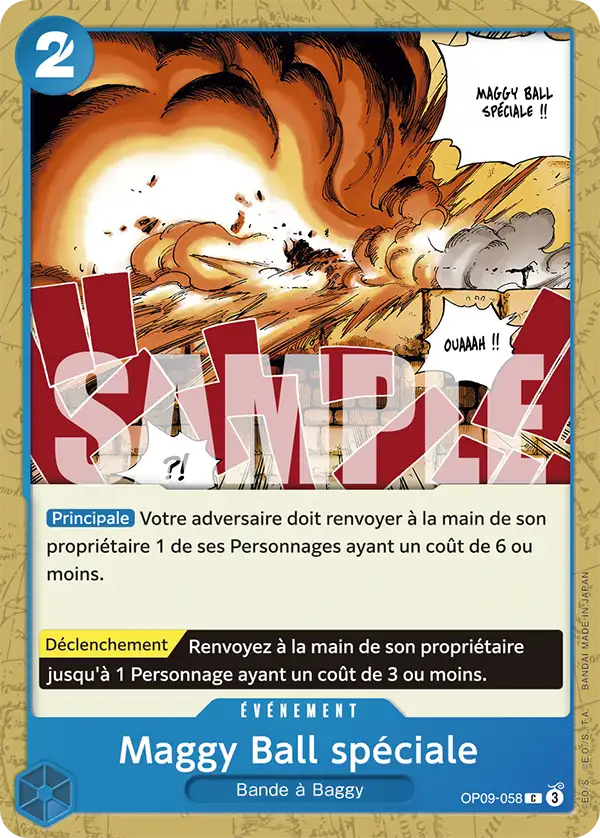 2
MAGGY BALL
SPÉCIALE !!
OUAAAH !!
SAMPLE
?!
Principale Votre adversaire doit renvoyer à la main de son
propriétaire 1 de ses Personnages ayant un coût de 6 ou
moins.
Déclenchement Renvoyez à la main de son propriétaire
jusqu'à 1 Personnage ayant un coût de 3 ou moins.
ÉVÉNEMENT
Maggy Ball spéciale
Bande à Baggy
OP09-058 C 3
©E.O./S., T.A. BANDAI MADE IN JAPAN